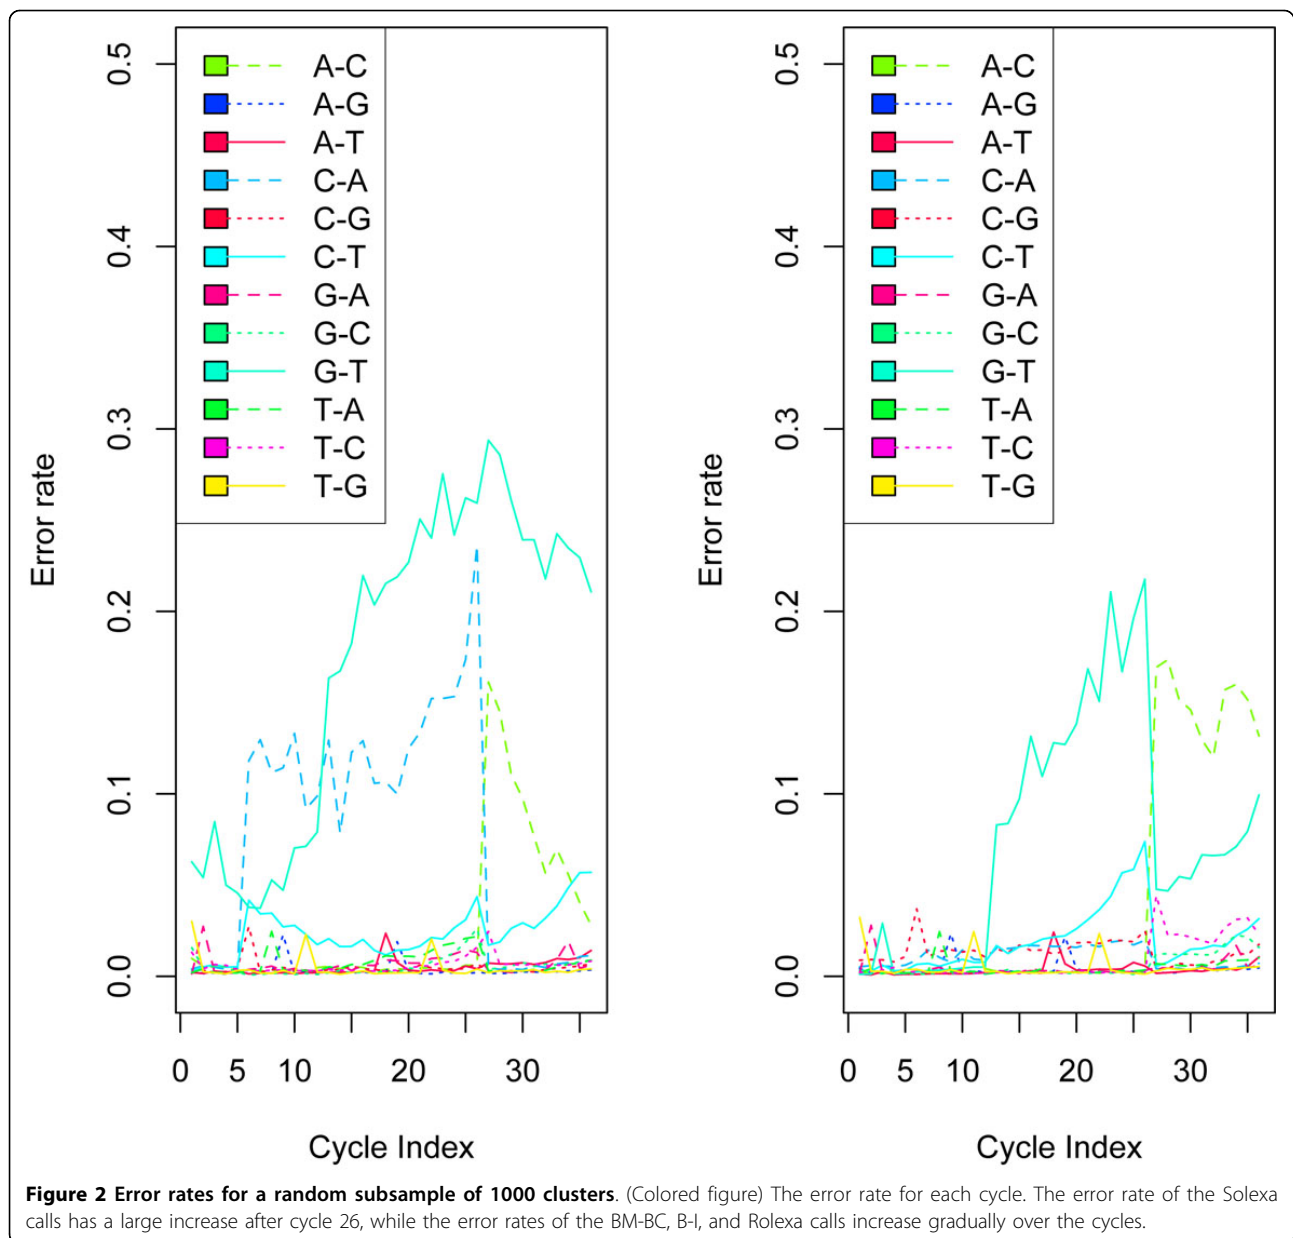 0.5
0.4
0.3
0.2
0.1
0.0
Error rate
A-C
A-G
A-T
C-A
C-G
C-T
G-A
G-C
G-T
T-A
T-C
T-G
0 5 10 20 30
Cycle Index
0.5
0.4
0.3
0.2
0.1
0.0
Error rate
A-C
A-G
A-T
C-A
C-G
C-T
G-A
G-C
G-T
T-A
T-C
T-G
0 5 10 20 30
Cycle Index
Figure 2 Error rates for a random subsample of 1000 clusters. (Colored figure) The error rate for each cycle. The error rate of the Solexa
calls has a large increase after cycle 26, while the error rates of the BM-BC, B-I, and Rolexa calls increase gradually over the cycles.